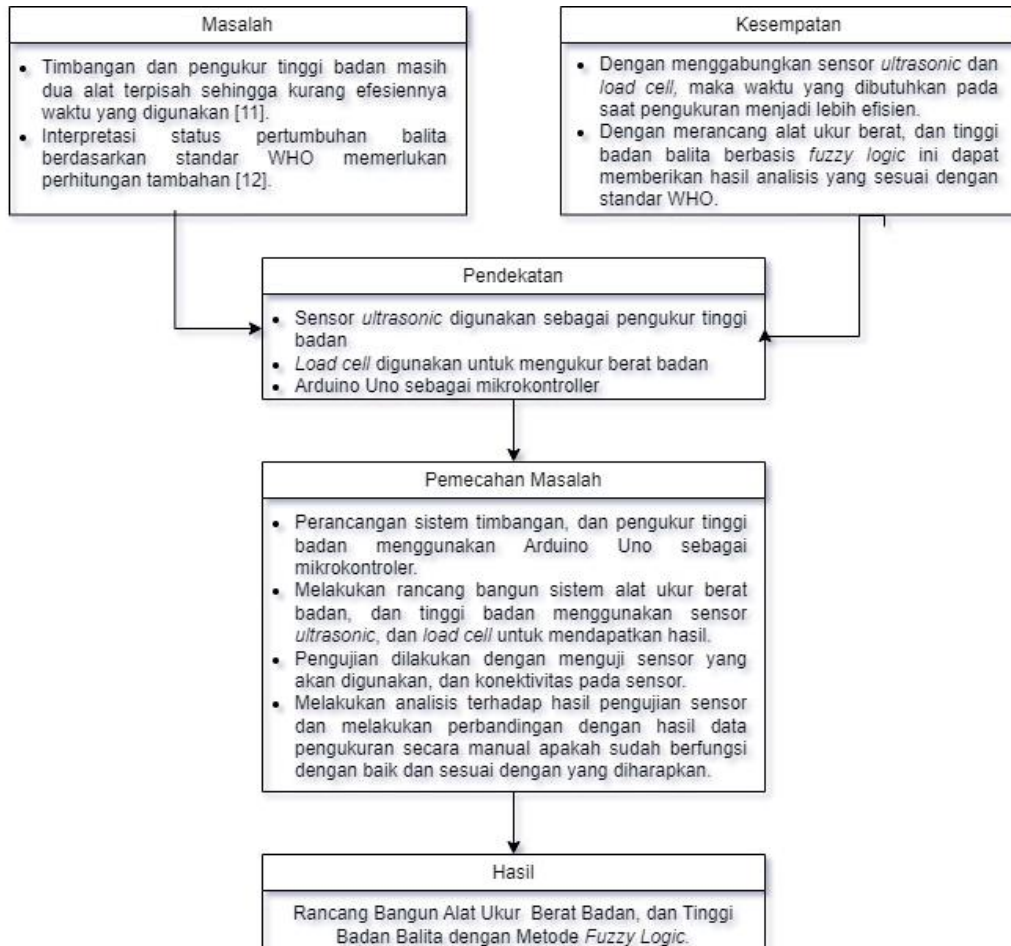 Masalah
• Timbangan dan pengukur tinggi badan masih
dua alat terpisah sehingga kurang efesiennya
waktu yang digunakan [11].
• Interpretasi status pertumbuhan balita
berdasarkan standar WHO memerlukan
perhitungan tambahan [12].
Kesempatan
• Dengan menggabungkan sensor ultrasonic dan
load cell, maka waktu yang dibutuhkan pada
saat pengukuran menjadi lebih efisien.
• Dengan merancang alat ukur berat, dan tinggi
badan balita berbasis fuzzy logic ini dapat
memberikan hasil analisis yang sesuai dengan
standar WHO.
Pendekatan
• Sensor ultrasonic digunakan sebagai pengukur tinggi
badan
• Load cell digunakan untuk mengukur berat badan
• Arduino Uno sebagai mikrokontroller
Pemecahan Masalah
• Perancangan sistem timbangan, dan pengukur tinggi
badan menggunakan Arduino Uno sebagai
mikrokontroler.
• Melakukan rancang bangun sistem alat ukur berat
badan, dan tinggi badan menggunakan sensor
ultrasonic, dan load cell untuk mendapatkan hasil.
• Pengujian dilakukan dengan menguji sensor yang
akan digunakan, dan konektivitas pada sensor.
• Melakukan analisis terhadap hasil pengujian sensor
dan melakukan perbandingan dengan hasil data
pengukuran secara manual apakah sudah berfungsi
dengan baik dan sesuai dengan yang diharapkan.
Hasil
Rancang Bangun Alat Ukur Berat Badan, dan Tinggi
Badan Balita dengan Metode Fuzzy Logic.